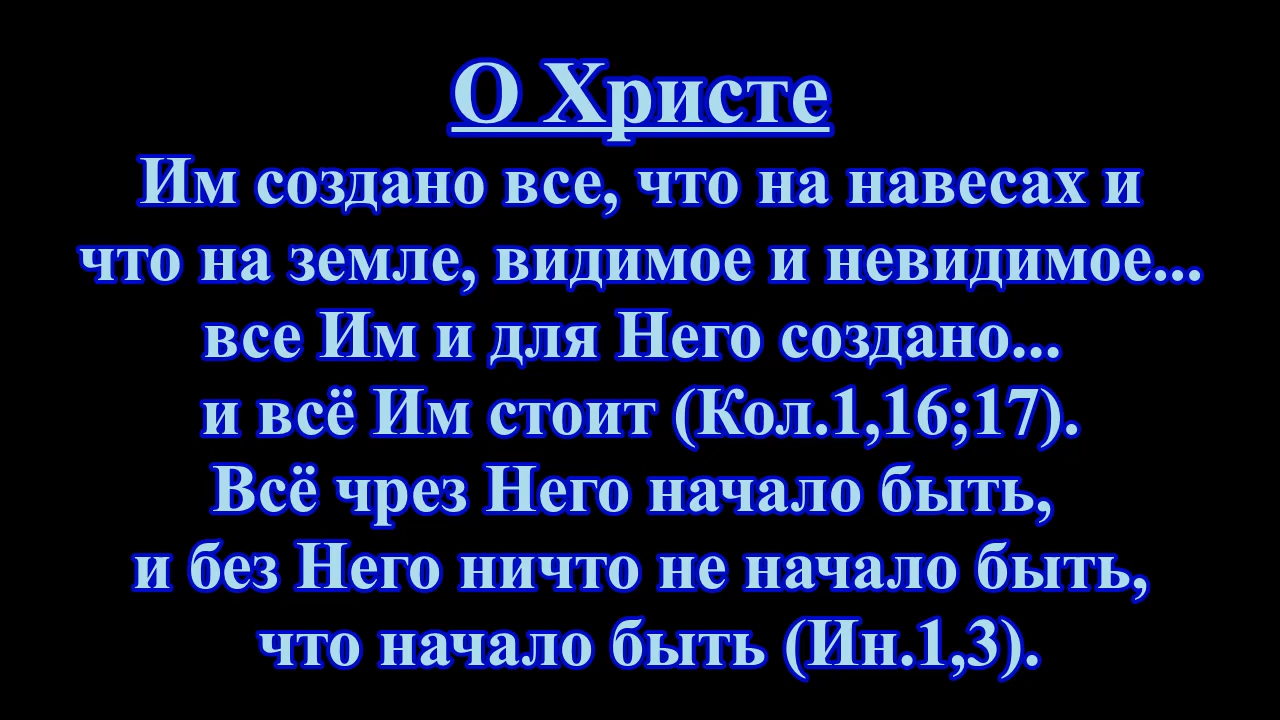 О Христе
Им создано все, что на навесах и
что на земле, видимое и невидимое...
все Им и для Него создано...
и всё Им стоит (Кол.1,16;17).
Всё чрез Него начало быть,
и без Него ничто не начало быть,
что начало быть (Ин.1,3).